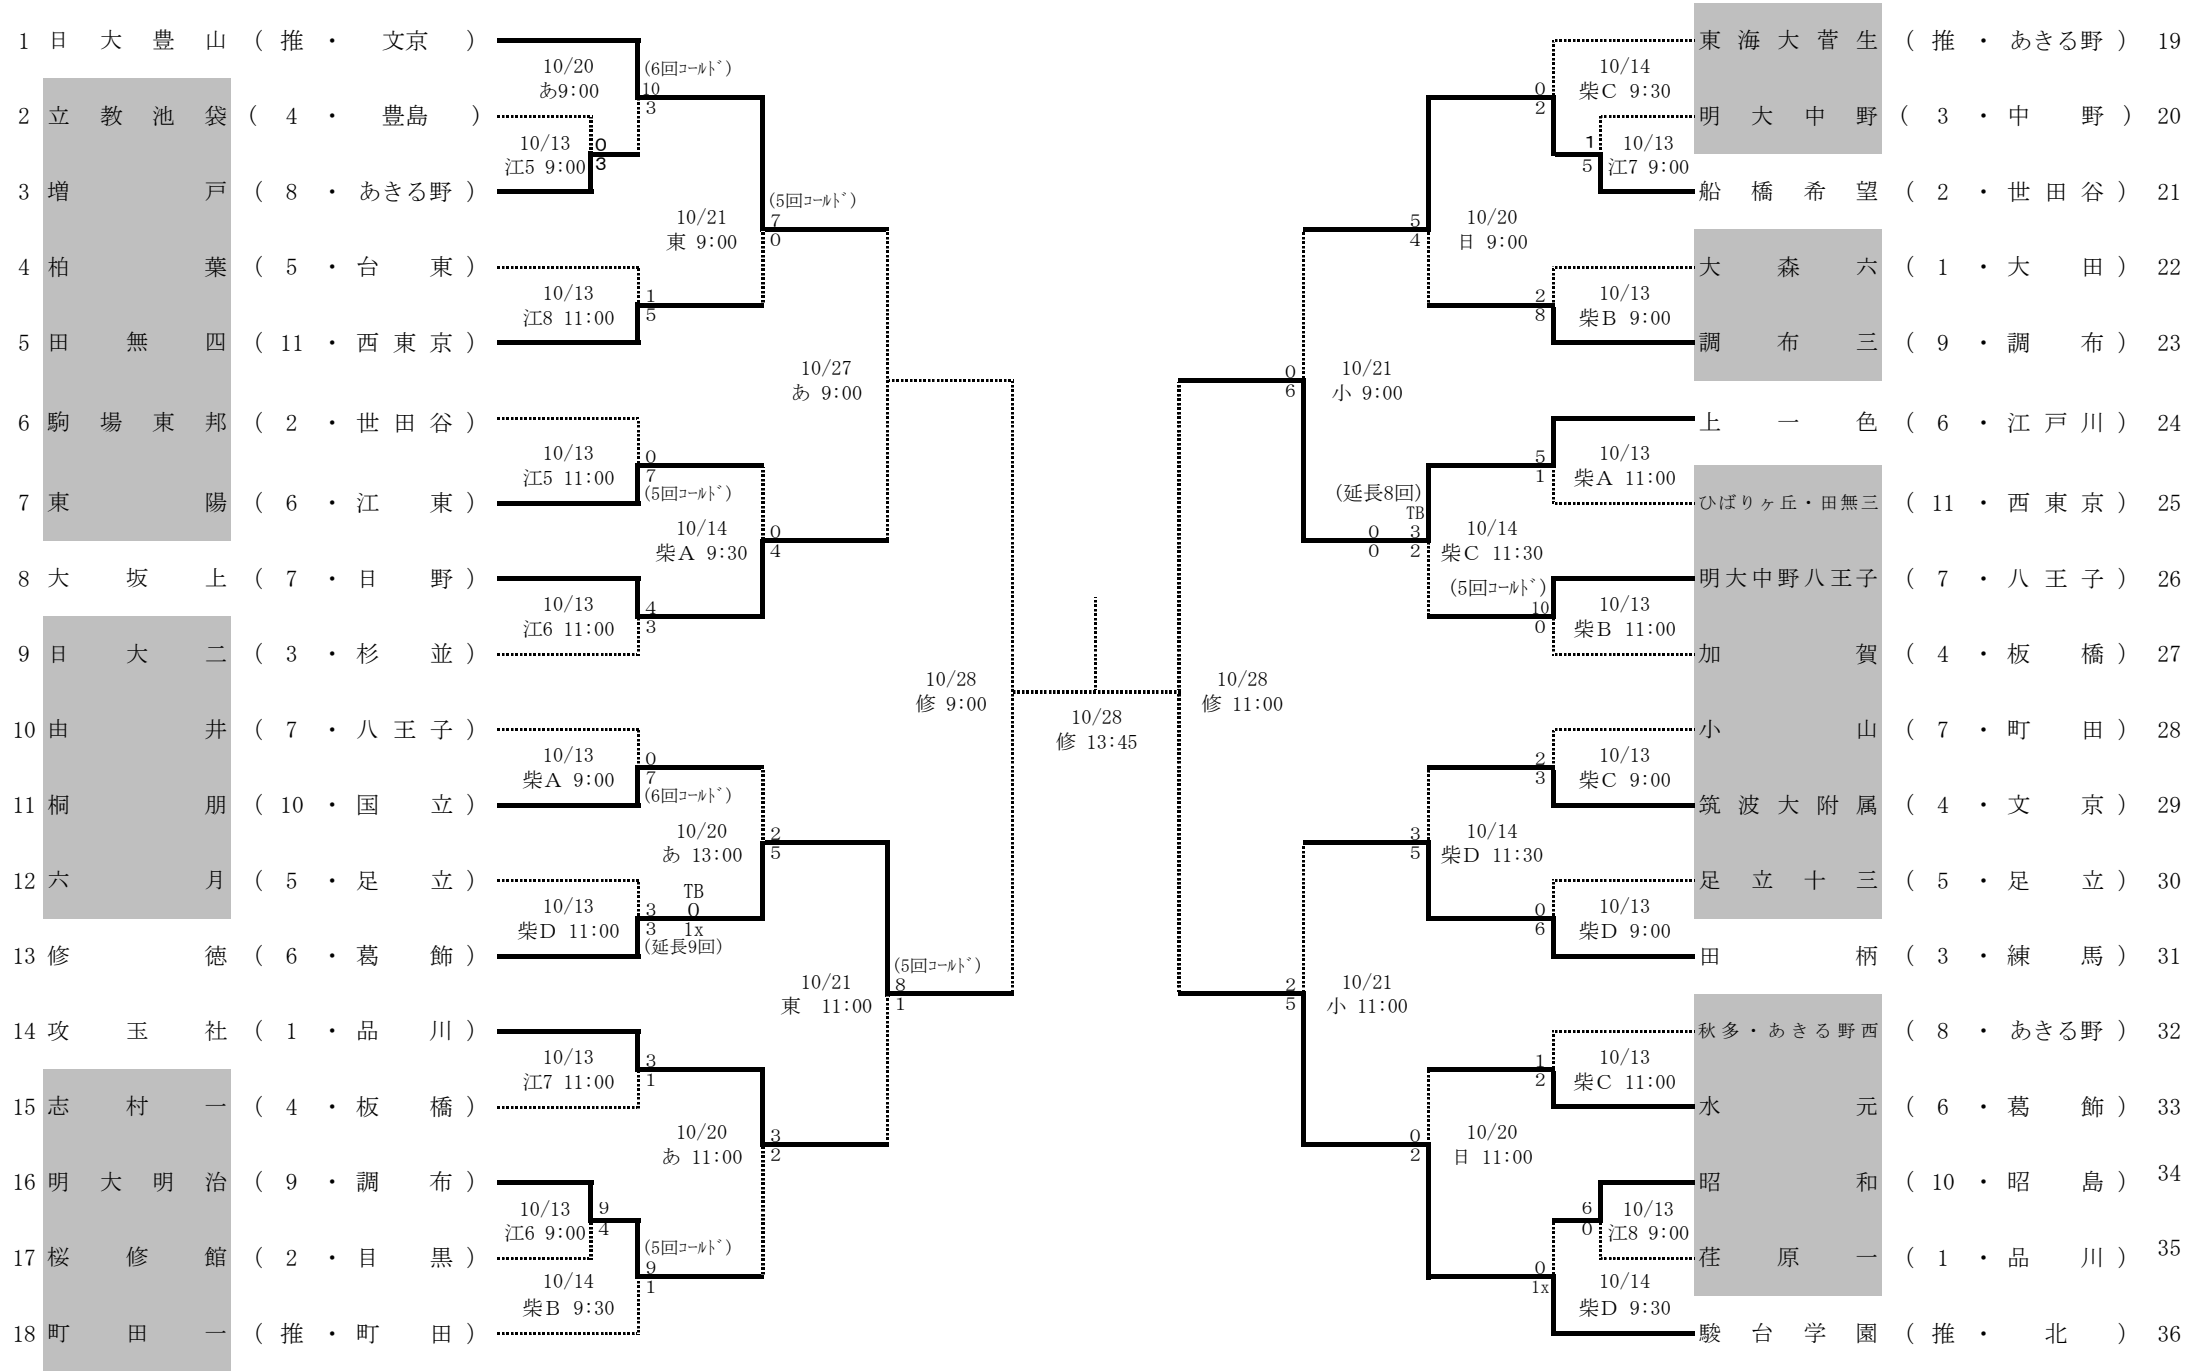 1 日大豊山 ( 推 ・ 文京 )
10/20
あ9:00
(6回ｺｰﾙﾄﾞ)
10
3
2 立教池袋 ( 4 ・ 豊島 )
10/13
江5 9:00
0
3
3 増戸 ( 8 ・ あきる野 )
10/21
東 9:00
(5回ｺｰﾙﾄﾞ)
7
0
4 柏葉 ( 5 ・ 台東 )
10/13
江8 11:00
1
5
5 田無四 ( 11 ・ 西東京 )
10/27
あ 9:00
6 駒場東邦 ( 2 ・ 世田谷 )
10/13
江5 11:00
0
7
(5回ｺｰﾙﾄﾞ)
7 東陽 ( 6 ・ 江東 )
10/14
柴A 9:30
0
4
8 大坂上 ( 7 ・ 日野 )
10/13
江6 11:00
4
3
9 日大二 ( 3 ・ 杉並 )
10/28
修 9:00
10 由井 ( 7 ・ 八王子 )
10/13
柴A 9:00
0
7
(6回ｺｰﾙﾄﾞ)
11 桐朋 ( 10 ・ 国立 )
10/20
あ 13:00
2
5
12 六月 ( 5 ・ 足立 )
10/13
柴D 11:00
3
3
TB
0
1x
(延長9回)
13 修徳 ( 6 ・ 葛飾 )
10/21
東 11:00
(5回ｺｰﾙﾄﾞ)
8
1
14 攻玉社 ( 1 ・ 品川 )
10/13
江7 11:00
3
1
15 志村一 ( 4 ・ 板橋 )
10/20
あ 11:00
3
2
16 明大明治 ( 9 ・ 調布 )
10/13
江6 9:00
9
4
17 桜修館 ( 2 ・ 目黒 )
(5回ｺｰﾙﾄﾞ)
9
1
10/14
柴B 9:30
18 町田一 ( 推 ・ 町田 )
10/28
修 13:45
東海大菅生 ( 推 ・ あきる野 ) 19
10/14
柴C 9:30
0
2
明大中野 ( 3 ・ 中野 ) 20
10/13
江7 9:00
1
5
船橋希望 ( 2 ・ 世田谷 ) 21
10/20
日 9:00
5
4
大森六 ( 1 ・ 大田 ) 22
10/13
柴B 9:00
2
8
調布三 ( 9 ・ 調布 ) 23
10/21
小 9:00
0
6
上一色 ( 6 ・ 江戸川 ) 24
10/13
柴A 11:00
5
1
ひばりヶ丘・田無三 ( 11 ・ 西東京 ) 25
(延長8回)
TB
0 3
0 2
10/14
柴C 11:30
明大中野八王子 ( 7 ・ 八王子 ) 26
(5回ｺｰﾙﾄﾞ)
10
0
10/13
柴B 11:00
加賀 ( 4 ・ 板橋 ) 27
10/28
修 11:00
小山 ( 7 ・ 町田 ) 28
10/13
柴C 9:00
2
3
筑波大附属 ( 4 ・ 文京 ) 29
10/14
柴D 11:30
3
5
足立十三 ( 5 ・ 足立 ) 30
10/13
柴D 9:00
0
6
田柄 ( 3 ・ 練馬 ) 31
10/21
小 11:00
2
5
秋多・あきる野西 ( 8 ・ あきる野 ) 32
10/13
柴C 11:00
1
2
水元 ( 6 ・ 葛飾 ) 33
10/20
日 11:00
0
2
昭和 ( 10 ・ 昭島 ) 34
10/13
江8 9:00
6
0
荏原一 ( 1 ・ 品川 ) 35
10/14
柴D 9:30
0
1x
駿台学園 ( 推 ・ 北 ) 36